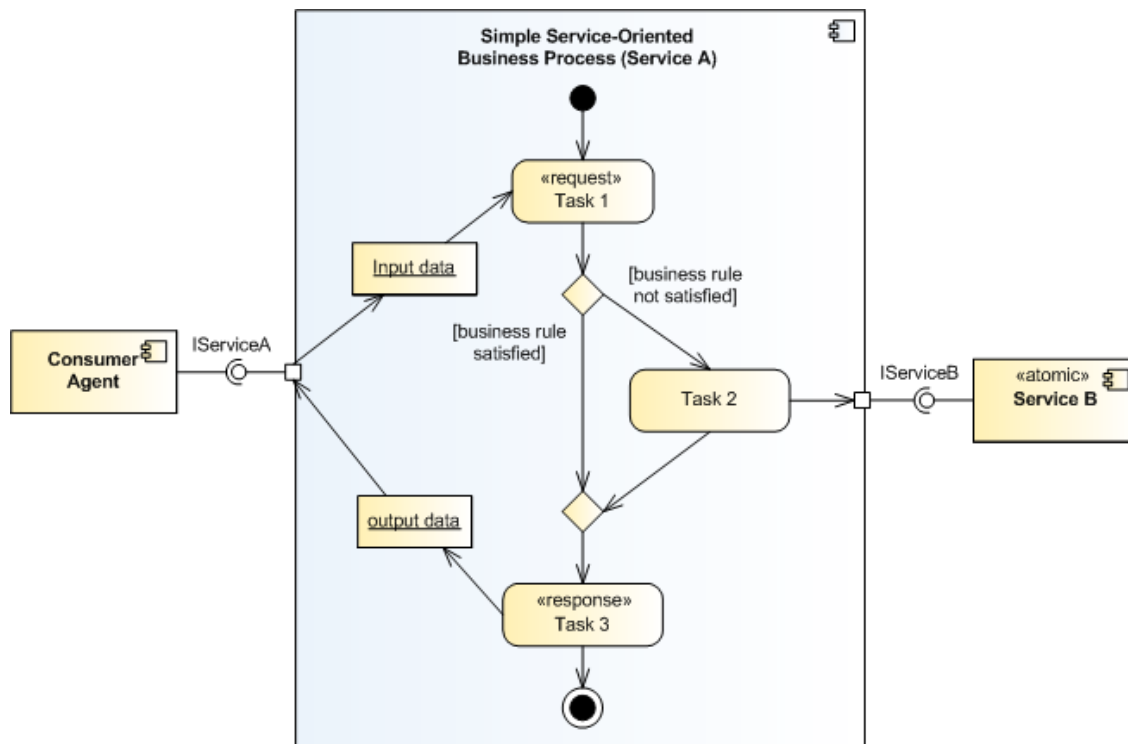 Simple Service-Oriented
Business Process (Service A)
«request»
Task 1
Input data
[business rule
not satisfied]
[business rule
satisfied]
IServiceA
Consumer
Agent
Task 2
IServiceB
«atomic»
Service B
output data
«response»
Task 3